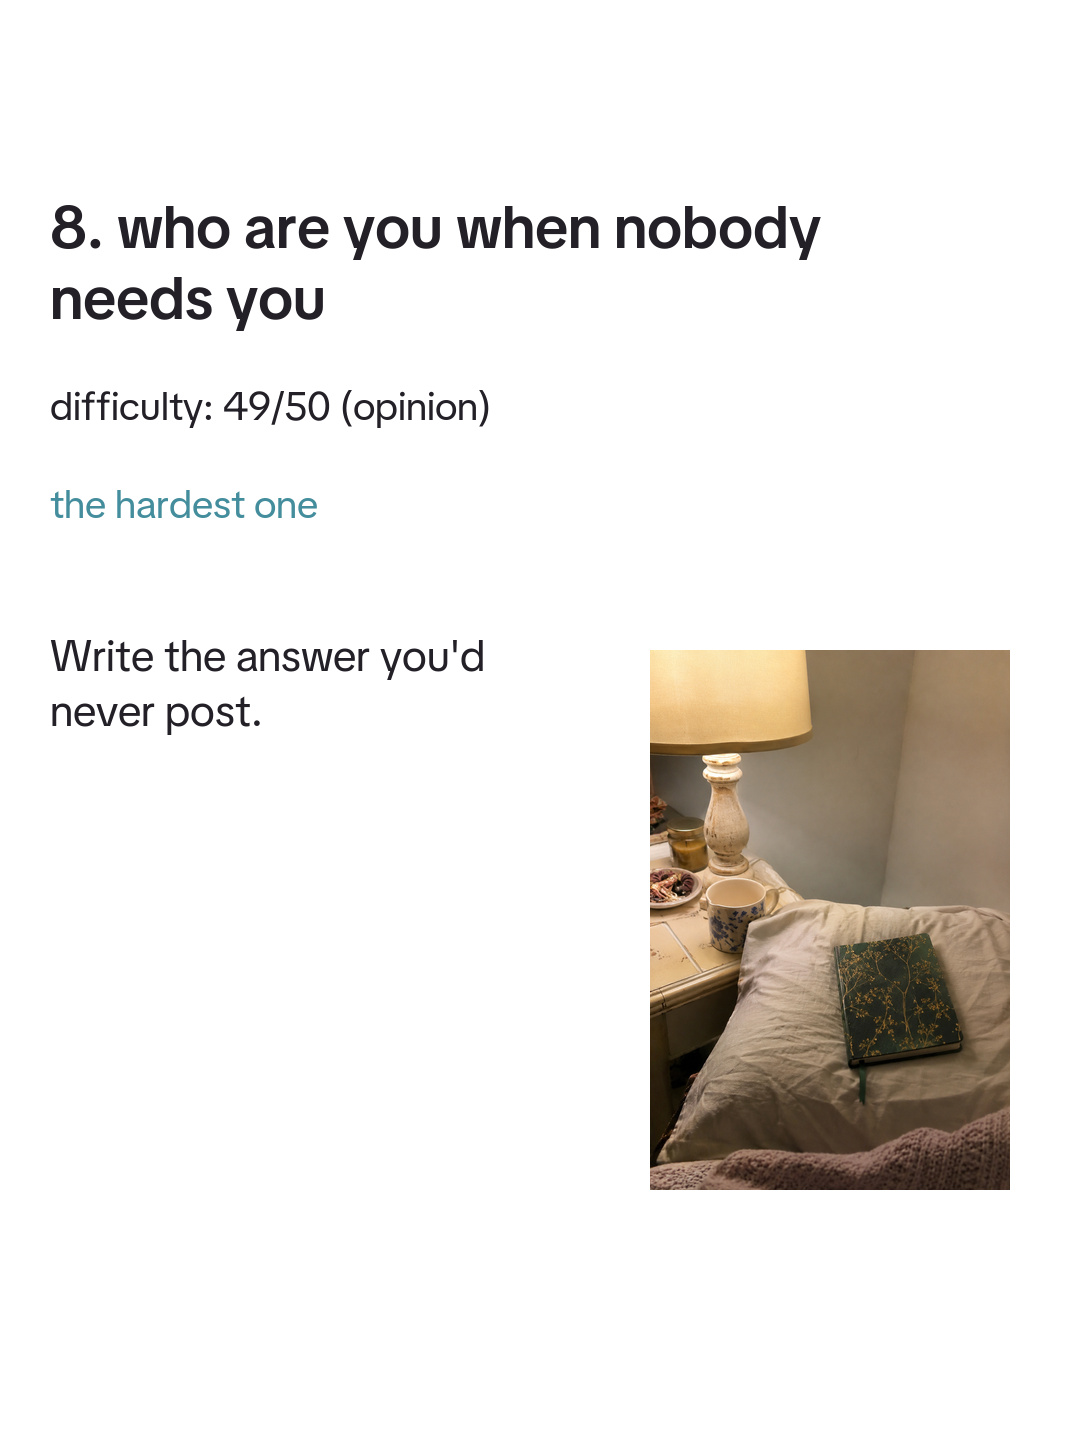 8. who are you when nobody
needs you
difficulty: 49/50 (opinion)
the hardest one
Write the answer you'd
never post.